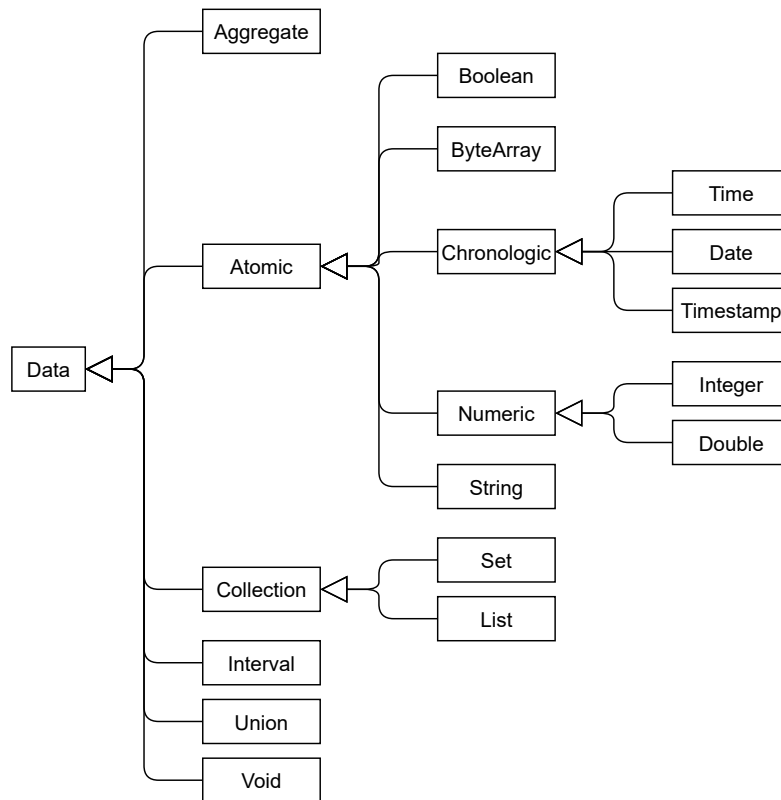 Aggregate
Boolean
ByteArray
Time
Chronologic
Date
Atomic
Timestamp
Data
Integer
Numeric
Double
String
Set
Collection
List
Interval
Union
Void